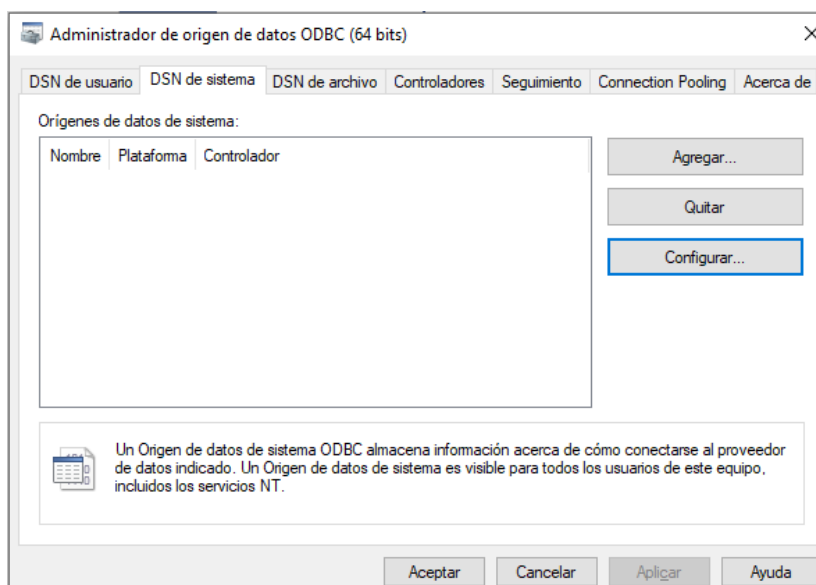 Administrador de origen de datos ODBC (64 bits)
DSN de usuario DSN de sistema DSN de archivo Controladores Seguimiento Connection Pooling Acerca de
Orígenes de datos de sistema:
Nombre Plataforma Controlador
Agregar...
Quitar
Configurar...
Un Origen de datos de sistema ODBC almacena información acerca de cómo conectarse al proveedor
de datos indicado. Un Origen de datos de sistema es visible para todos los usuarios de este equipo,
incluidos los servicios NT.
Aceptar Cancelar Aplicar Ayuda